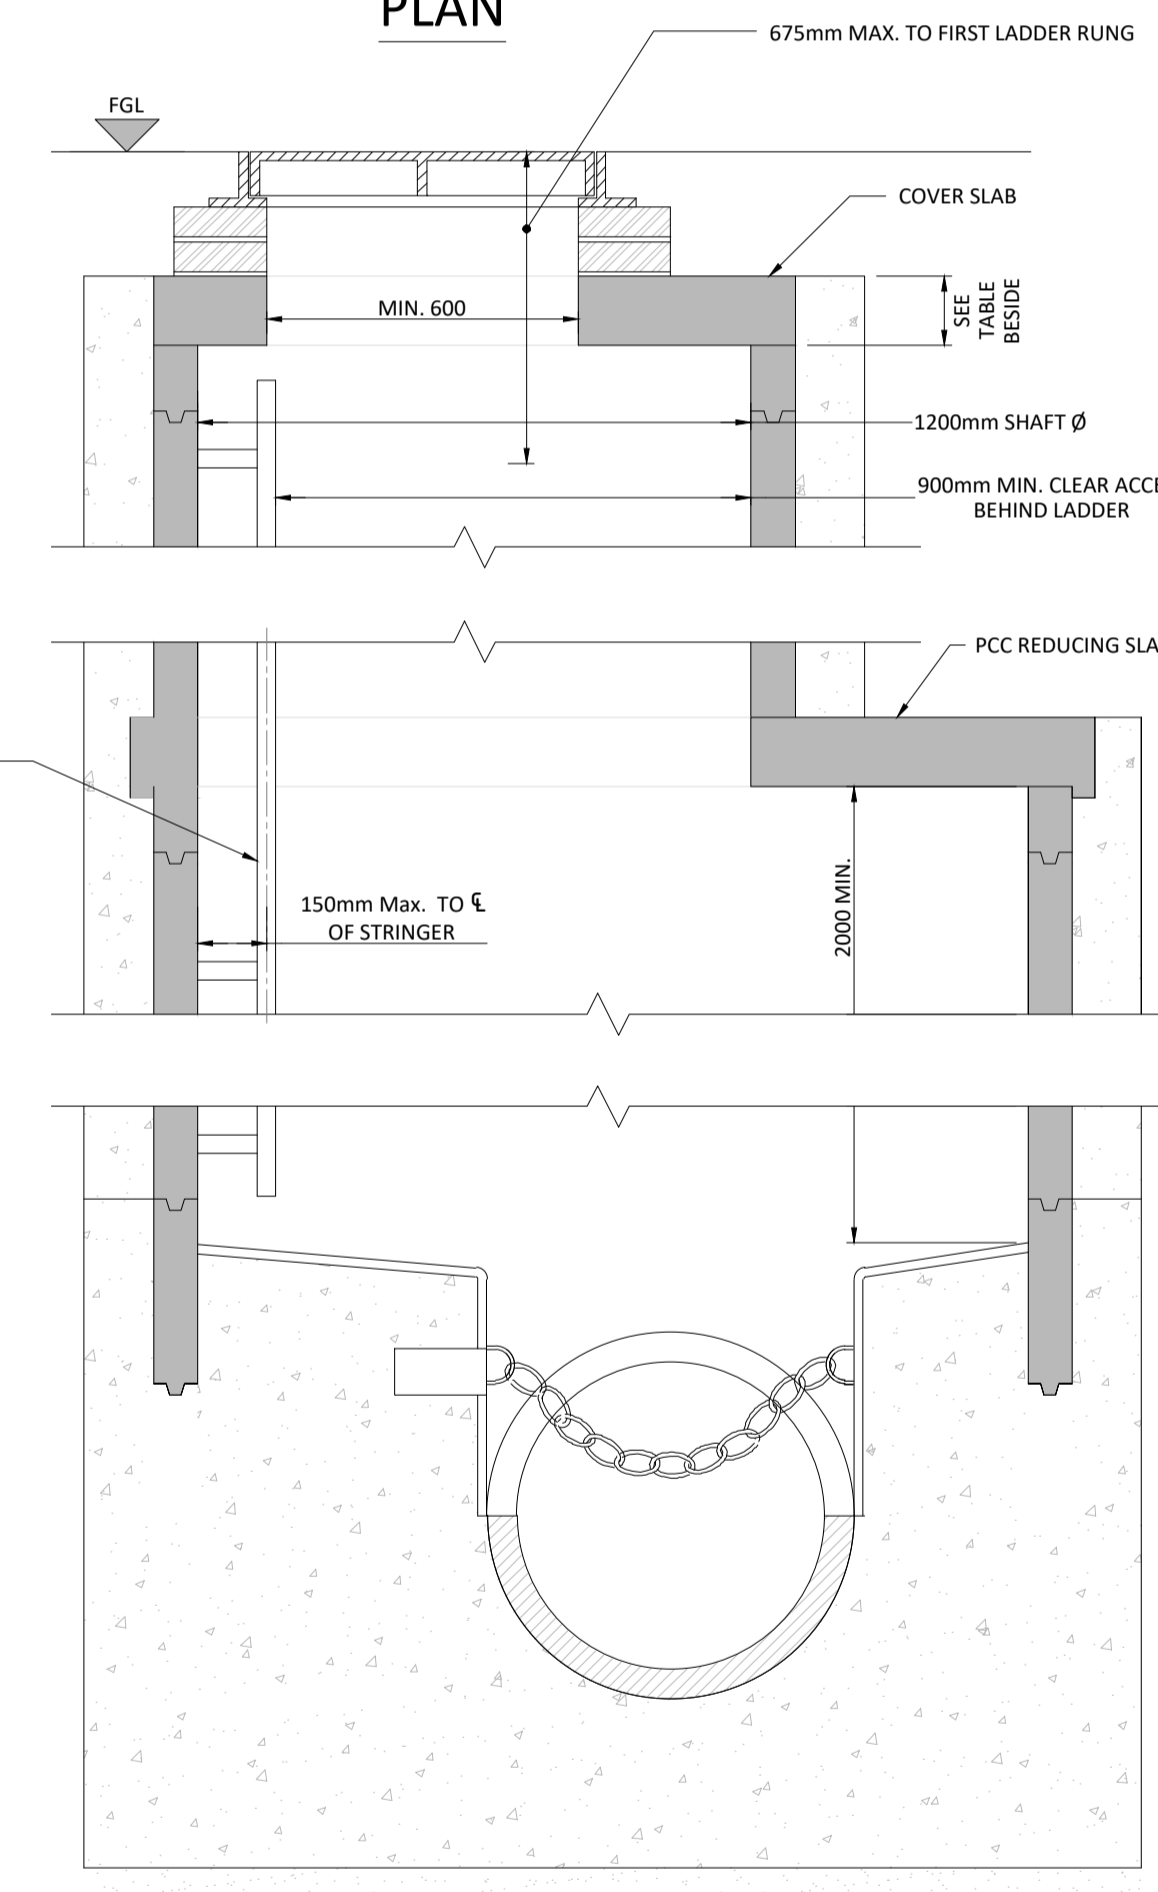 PLAN
675mm MAX. TO FIRST LADDER RUNG
FGL
COVER SLAB
MIN. 600
SEE
TABLE
BESIDE
1200mm SHAFT Ø
900mm MIN. CLEAR ACCE
BEHIND LADDER
PCC REDUCING SLA
150mm Max. TO ℄
OF STRINGER
2000 MIN.